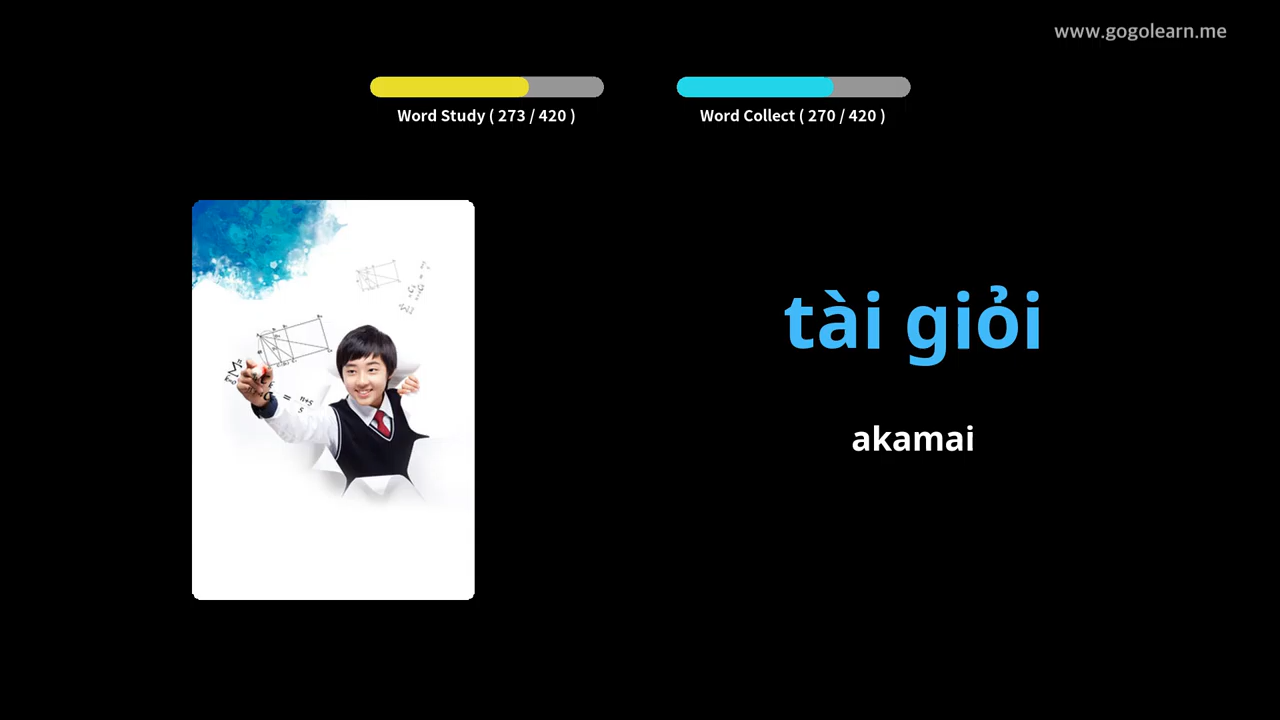 www.gogolearn.me
Word Study ( 273 / 420 )
Word Collect ( 270 / 420 )
tài giỏi
akamai